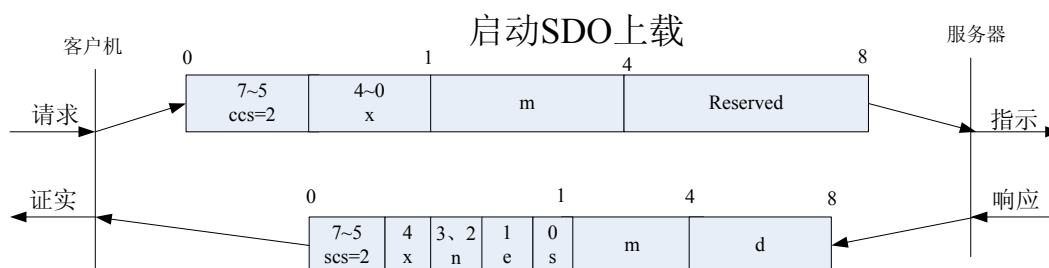 启动SDO上载
客户机
服务器
0 1 4 8
7~5 4~0 m Reserved
ccs=2 x
请求
指示
证实
响应
0 1 4 8
7~5 4 3、2 1 0 m d
scs=2 x n e s